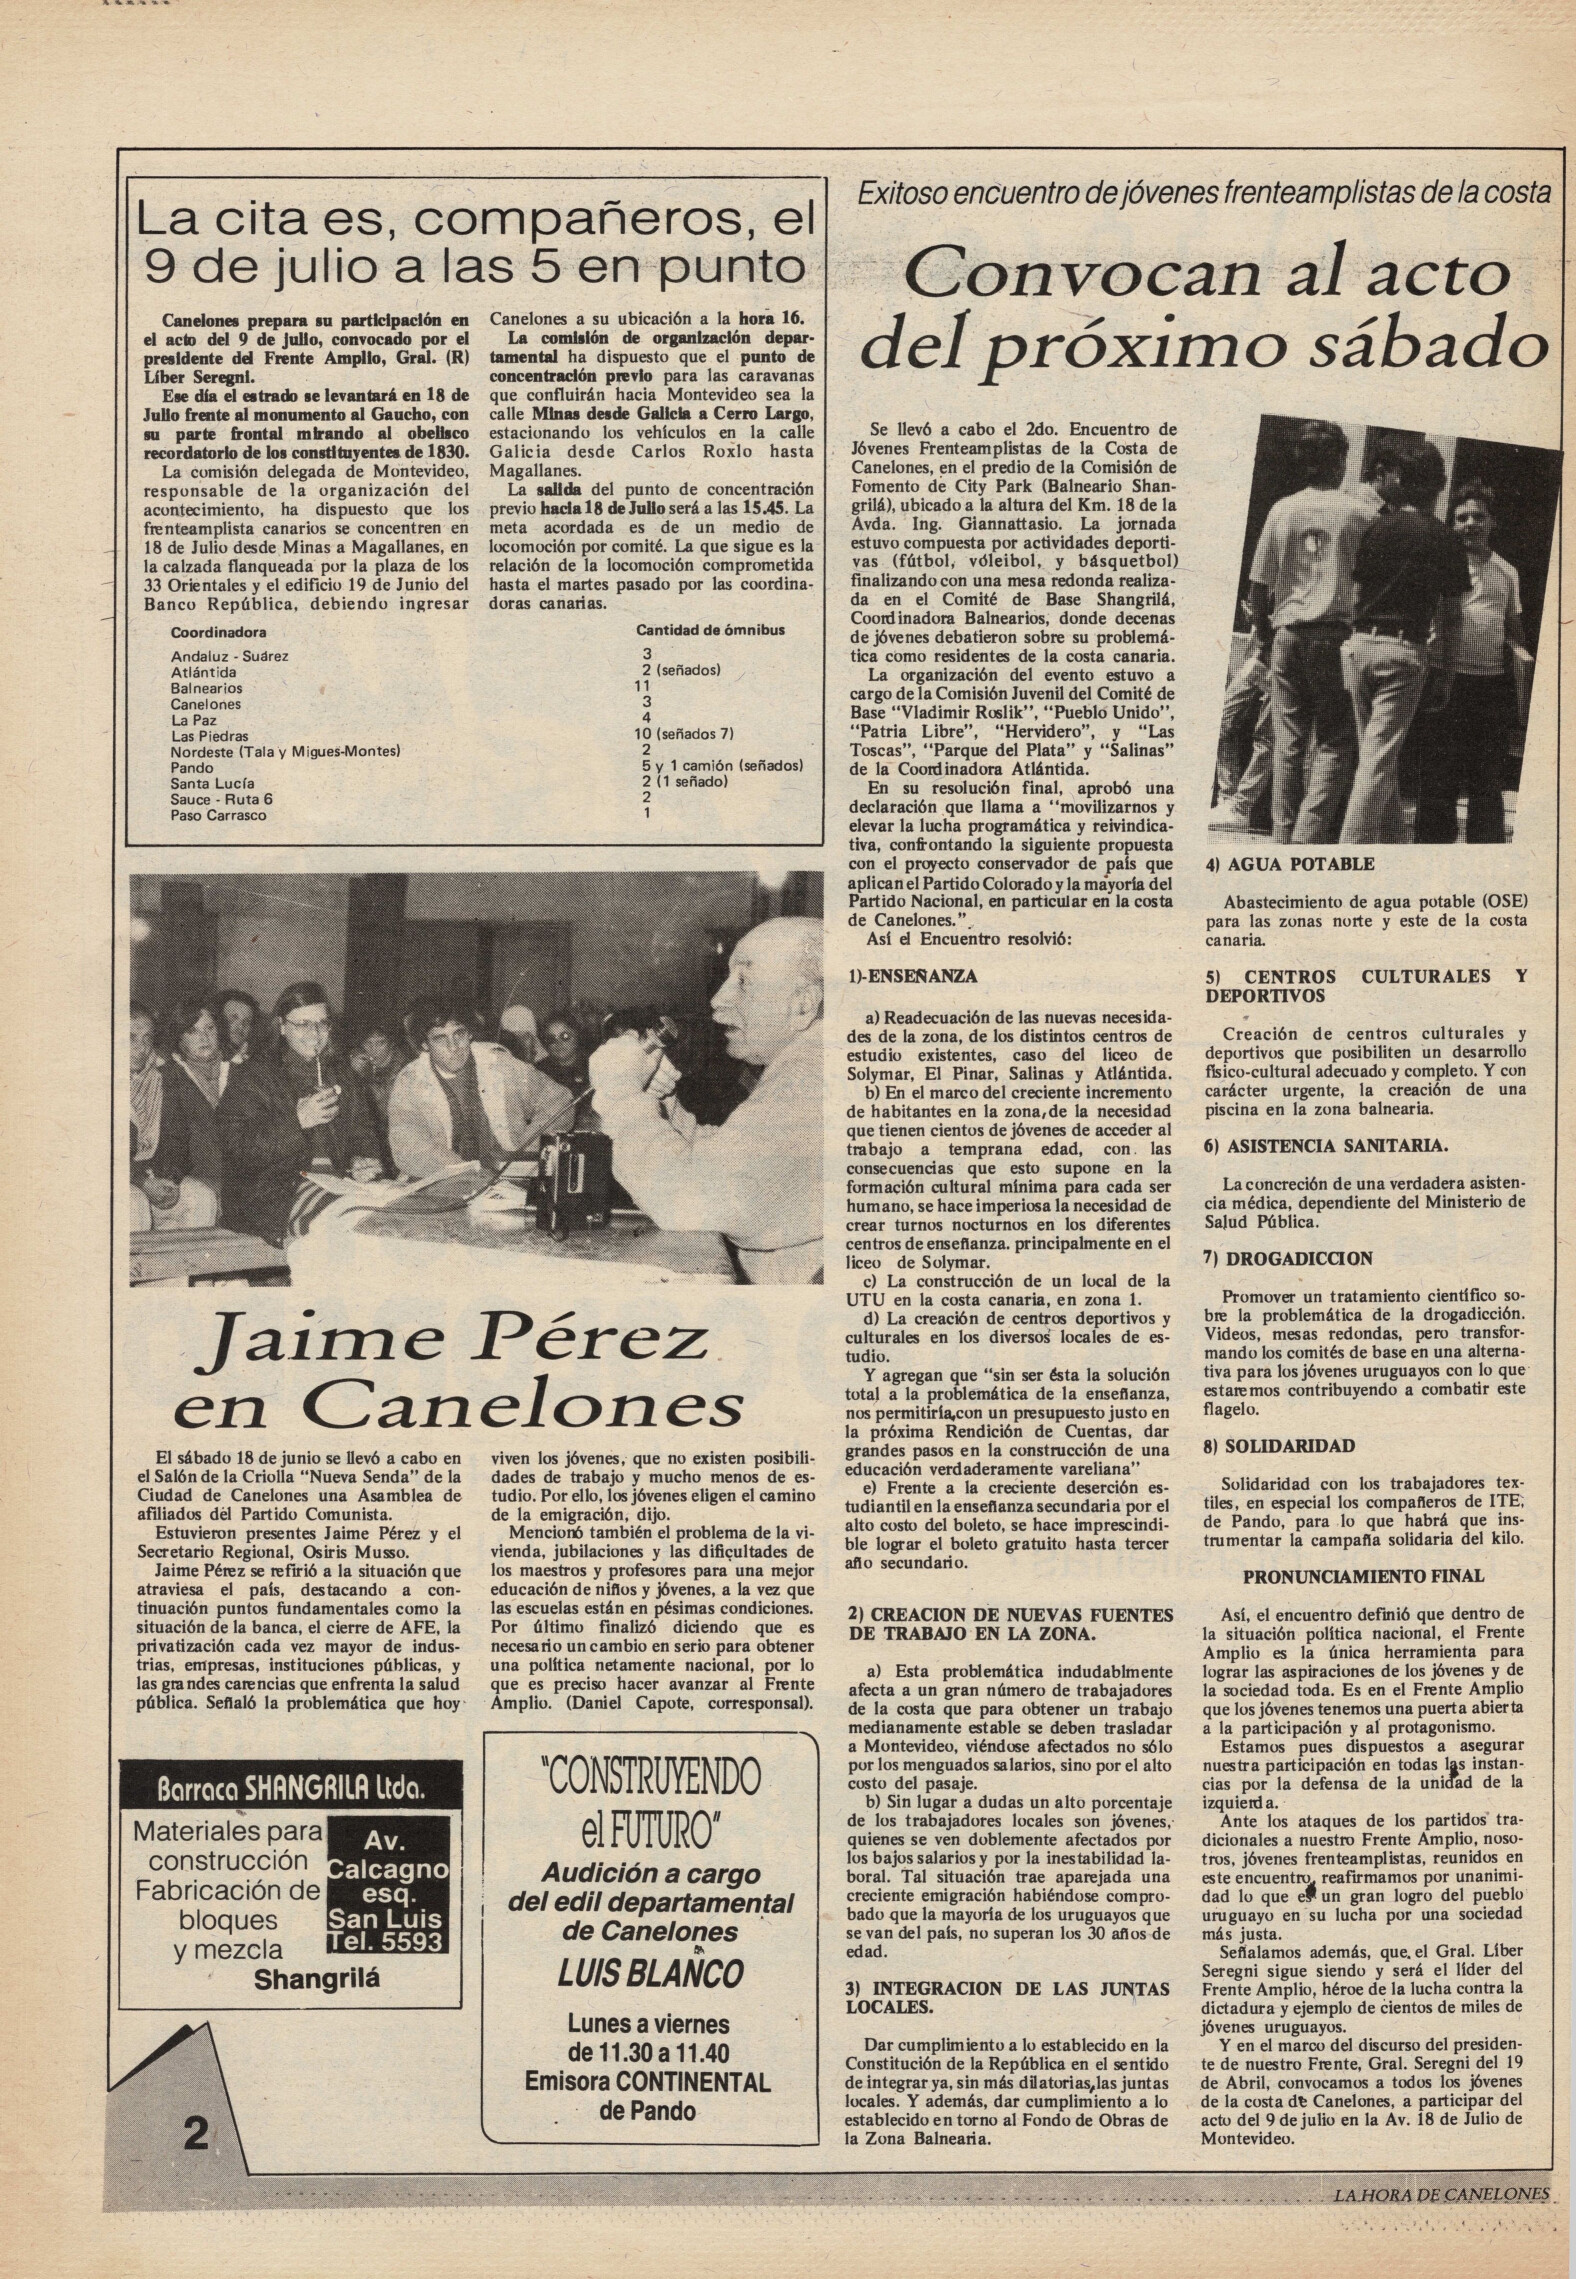 La cita es, compañeros, el
9 de julio a las 5 en punto
Canelones prepara su participación en
el acto del 9 de julio, convocado por el
presidente del Frente Amplio, Gral. (R)
Líber Seregni.
Ese día el estrado se levantará en 18 de
Julio frente al monumento al Gaucho, con
su parte frontal mirando al obelisco
recordatorio de los constituyentes de 1830.
La comisión delegada de Montevideo,
responsable de la organización del
acontecimiento, ha dispuesto que los
frenteamplista canarios se concentren en
18 de Julio desde Minas a Magallanes, en
la calzada flanqueada por la plaza de los
33 Orientales y el edificio 19 de Junio del
Banco República, debiendo ingresar
Canelones a su ubicación a la hora 16.
La comisión de organización depar-
tamental ha dispuesto que el punto de
concentración previo para las caravanas
que confluirán hacia Montevideo sea la
calle Minas desde Galicia a Cerro Largo,
estacionando los vehículos en la calle
Galicia desde Carlos Roxlo hasta
Magallanes.
La salida del punto de concentración
previo hacia 18 de Julio será a las 15.45. La
meta acordada es de un medio de
locomoción por comité. La que sigue es la
relación de la locomoción comprometida
hasta el martes pasado por las coordina-
doras canarias.
Coordinadora Cantidad de ómnibus
Andaluz - Suárez 3
Atlántida 2 (señados)
Balnearios 11
Canelones 3
La Paz 4
Las Piedras 10 (señados 7)
Nordeste (Tala y Migues-Montes) 2
Pando 5 y 1 camión (señados)
Santa Lucía 2 (1 señado)
Sauce - Ruta 6 2
Paso Carrasco 1
Jaime Pérez
en Canelones
El sábado 18 de junio se llevó a cabo en
el Salón de la Criolla "Nueva Senda" de la
Ciudad de Canelones una Asamblea de
afiliados del Partido Comunista.
Estuvieron presentes Jaime Pérez y el
Secretario Regional, Osiris Musso.
Jaime Pérez se refirió a la situación que
atraviesa el país, destacando a con-
tinuación puntos fundamentales como la
situación de la banca, el cierre de AFE, la
privatización cada vez mayor de indus-
trias, empresas, instituciones públicas, y
las grandes carencias que enfrenta la salud
pública. Señaló la problemática que hoy
viven los jóvenes, que no existen posibili-
dades de trabajo y mucho menos de es-
tudio. Por ello, los jóvenes eligen el camino
de la emigración, dijo.
Mencionó también el problema de la vi-
vienda, jubilaciones y las dificultades de
los maestros y profesores para una mejor
educación de niños y jóvenes, a la vez que
las escuelas están en pésimas condiciones.
Por último finalizó diciendo que es
necesario un cambio en serio para obtener
una política netamente nacional, por lo
que es preciso hacer avanzar al Frente
Amplio. (Daniel Capote, corresponsal).
Barraca SHANGRILA Ltda.
Materiales para
construcción
Fabricación de
bloques
y mezcla
Av.
Calcagno
esq.
San Luis
Tel. 5593
Shangrilá
"CONSTRUYENDO
el FUTURO"
Audición a cargo
del edil departamental
de Canelones
LUIS BLANCO
Lunes a viernes
de 11.30 a 11.40
Emisora CONTINENTAL
de Pando
Exitoso encuentro de jóvenes frenteamplistas de la costa
Convocan al acto
del próximo sábado
Se llevó a cabo el 2do. Encuentro de
Jóvenes Frenteamplistas de la Costa de
Canelones, en el predio de la Comisión de
Fomento de City Park (Balneario Shan-
grilá), ubicado a la altura del Km. 18 de la
Avda. Ing. Giannattasio. La jornada
estuvo compuesta por actividades deporti-
vas (fútbol, vóleibol, y básquetbol)
finalizando con una mesa redonda realiza-
da en el Comité de Base Shangrilá,
Coordinadora Balnearios, donde decenas
de jóvenes debatieron sobre su problemá-
tica como residentes de la costa canaria.
La organización del evento estuvo a
cargo de la Comisión Juvenil del Comité de
Base "Vladimir Roslik", "Pueblo Unido",
"Patria Libre", "Hervidero", y "Las
Toscas", "Parque del Plata" y "Salinas"
de la Coordinadora Atlántida.
En su resolución final, aprobó una
declaración que llama a "movilizarnos y
elevar la lucha programática y reivindica-
tiva, confrontando la siguiente propuesta
con el proyecto conservador de país que
aplican el Partido Colorado y la mayoría del
Partido Nacional, en particular en la costa
de Canelones."
Así el Encuentro resolvió:
1)-ENSEÑANZA
a) Readecuación de las nuevas necesida-
des de la zona, de los distintos centros de
estudio existentes, caso del liceo de
Solymar, El Pinar, Salinas y Atlántida.
b) En el marco del creciente incremento
de habitantes en la zona, de la necesidad
que tienen cientos de jóvenes de acceder al
trabajo a temprana edad, con las
consecuencias que esto supone en la
formación cultural mínima para cada ser
humano, se hace imperiosa la necesidad de
crear turnos nocturnos en los diferentes
centros de enseñanza. principalmente en el
liceo de Solymar.
c) La construcción de un local de la
UTU en la costa canaria, en zona 1.
d) La creación de centros deportivos y
culturales en los diversos locales de es-
tudio.
Y agregan que "sin ser ésta la solución
total a la problemática de la enseñanza,
nos permitiría, con un presupuesto justo en
la próxima Rendición de Cuentas, dar
grandes pasos en la construcción de una
educación verdaderamente vareliana"
e) Frente a la creciente deserción es-
tudiantil en la enseñanza secundaria por el
alto costo del boleto, se hace imprescindi-
ble lograr el boleto gratuito hasta tercer
año secundario.
2) CREACION DE NUEVAS FUENTES
DE TRABAJO EN LA ZONA.
a) Esta problemática indudablmente
afecta a un gran número de trabajadores
de la costa que para obtener un trabajo
medianamente estable se deben trasladar
a Montevideo, viéndose afectados no sólo
por los menguados salarios, sino por el alto
costo del pasaje.
b) Sin lugar a dudas un alto porcentaje
de los trabajadores locales son jóvenes,
quienes se ven doblemente afectados por
los bajos salarios y por la inestabilidad la-
boral. Tal situación trae aparejada una
creciente emigración habiéndose compro-
bado que la mayoría de los uruguayos que
se van del país, no superan los 30 años de
edad.
3) INTEGRACION DE LAS JUNTAS
LOCALES.
Dar cumplimiento a lo establecido en la
Constitución de la República en el sentido
de integrar ya, sin más dilatorias, las juntas
locales. Y además, dar cumplimiento a lo
establecido en torno al Fondo de Obras de
la Zona Balnearia.
4) AGUA POTABLE
Abastecimiento de agua potable (OSE)
para las zonas norte y este de la costa
canaria.
5) CENTROS CULTURALES Y
DEPORTIVOS
Creación de centros culturales y
deportivos que posibiliten un desarrollo
físico-cultural adecuado y completo. Y con
carácter urgente, la creación de una
piscina en la zona balnearia.
6) ASISTENCIA SANITARIA.
La concreción de una verdadera asisten-
cia médica, dependiente del Ministerio de
Salud Pública.
7) DROGADICCION
Promover un tratamiento científico so-
bre la problemática de la drogadicción.
Videos, mesas redondas, pero transfor-
mando los comités de base en una alterna-
tiva para los jóvenes uruguayos con lo que
estaremos contribuyendo a combatir este
flagelo.
8) SOLIDARIDAD
Solidaridad con los trabajadores tex-
tiles, en especial los compañeros de ITE,
de Pando, para lo que habrá que ins-
trumentar la campaña solidaria del kilo.
PRONUNCIAMIENTO FINAL
Así, el encuentro definió que dentro de
la situación política nacional, el Frente
Amplio es la única herramienta para
lograr las aspiraciones de los jóvenes y de
la sociedad toda. Es en el Frente Amplio
que los jóvenes tenemos una puerta abierta
a la participación y al protagonismo.
Estamos pues dispuestos a asegurar
nuestra participación en todas las instan-
cias por la defensa de la unidad de la
izquierda.
Ante los ataques de los partidos tra-
dicionales a nuestro Frente Amplio, noso-
tros, jóvenes frenteamplistas, reunidos en
este encuentro, reafirmamos por unanimi-
dad lo que es un gran logro del pueblo
uruguayo en su lucha por una sociedad
más justa.
Señalamos además, que, el Gral. Líber
Seregni sigue siendo y será el líder del
Frente Amplio, héroe de la lucha contra la
dictadura y ejemplo de cientos de miles de
jóvenes uruguayos.
Y en el marco del discurso del presiden-
te de nuestro Frente, Gral. Seregni del 19
de Abril, convocamos a todos los jóvenes
de la costa de Canelones, a participar del
acto del 9 de julio en la Av. 18 de Julio de
Montevideo.
2
LA HORA DE CANELONES